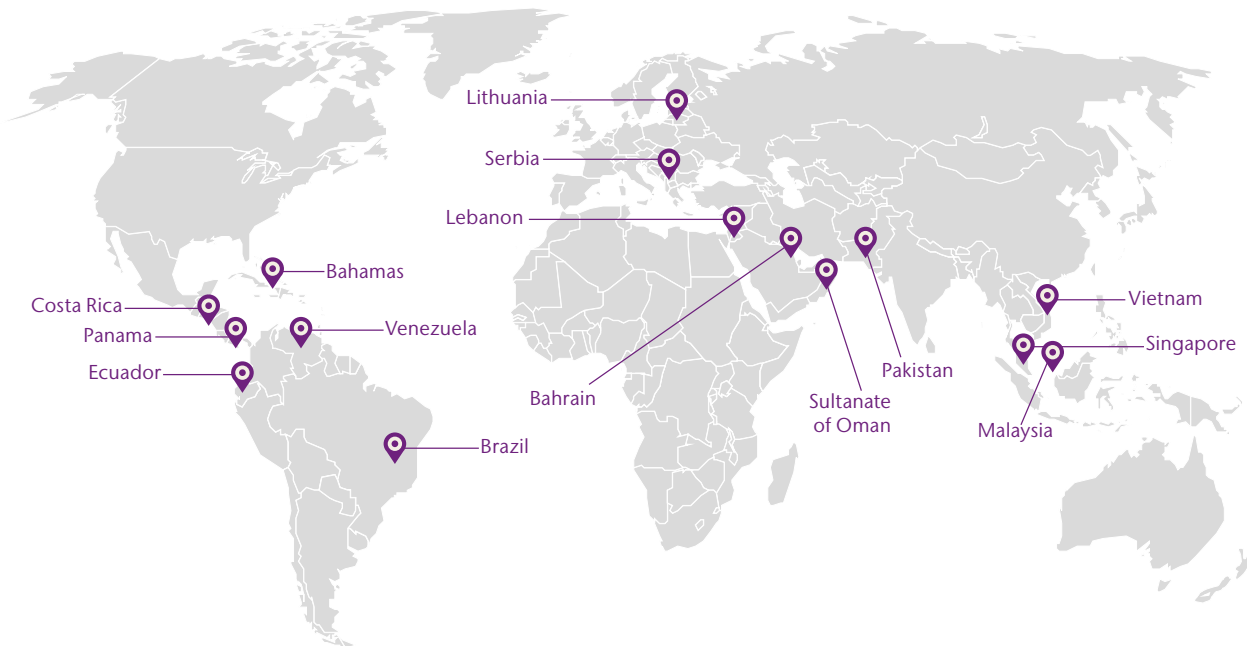 Lithuania
Serbia
Lebanon
Bahamas
Costa Rica
Panama
Venezuela
Ecuador
Brazil
Bahrain
Pakistan
Sultanate
of Oman
Vietnam
Singapore
Malaysia